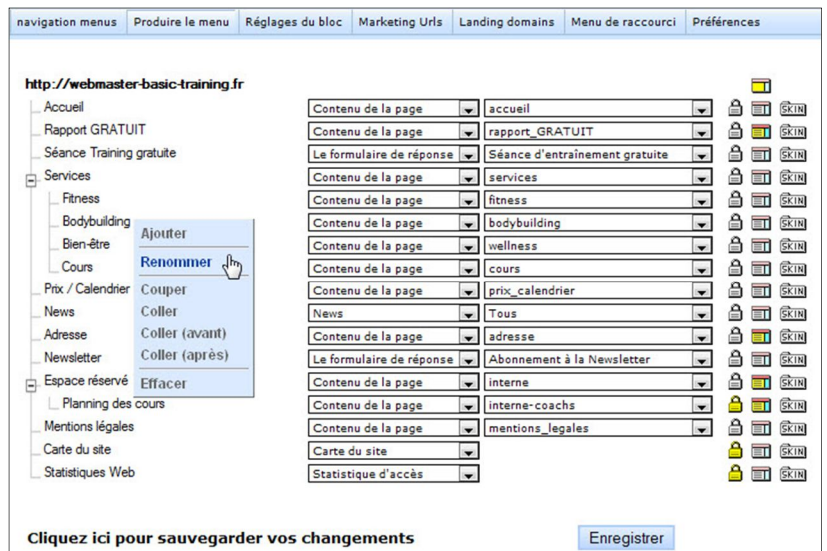 navigation menus Produire le menu Réglages du bloc Marketing Urls Landing domains Menu de raccourci Préférences
http://webmaster-basic-training.fr
Accueil Contenu de la page accueil SKIN
Rapport GRATUIT Contenu de la page rapport_GRATUIT SKIN
Séance Training gratuite Le formulaire de réponse Séance d'entraînement gratuite SKIN
Services Contenu de la page services SKIN
Fitness Contenu de la page fitness SKIN
Bodybuilding Contenu de la page bodybuilding SKIN
Bien-être Contenu de la page wellness SKIN
Cours Contenu de la page cours SKIN
Prix / Calendrier Contenu de la page prix_calendrier SKIN
News News Tous SKIN
Adresse Contenu de la page adresse SKIN
Newsletter Le formulaire de réponse Abonnement à la Newsletter SKIN
Espace réservé Contenu de la page interne SKIN
Planning des cours Contenu de la page interne-coachs SKIN
Mentions légales Contenu de la page mentions_legales SKIN
Carte du site Carte du site SKIN
Statistiques Web Statistique d'accès SKIN
Ajouter
Renommer
Couper
Coller
Coller (avant)
Coller (après)
Effacer
Cliquez ici pour sauvegarder vos changements Enregistrer